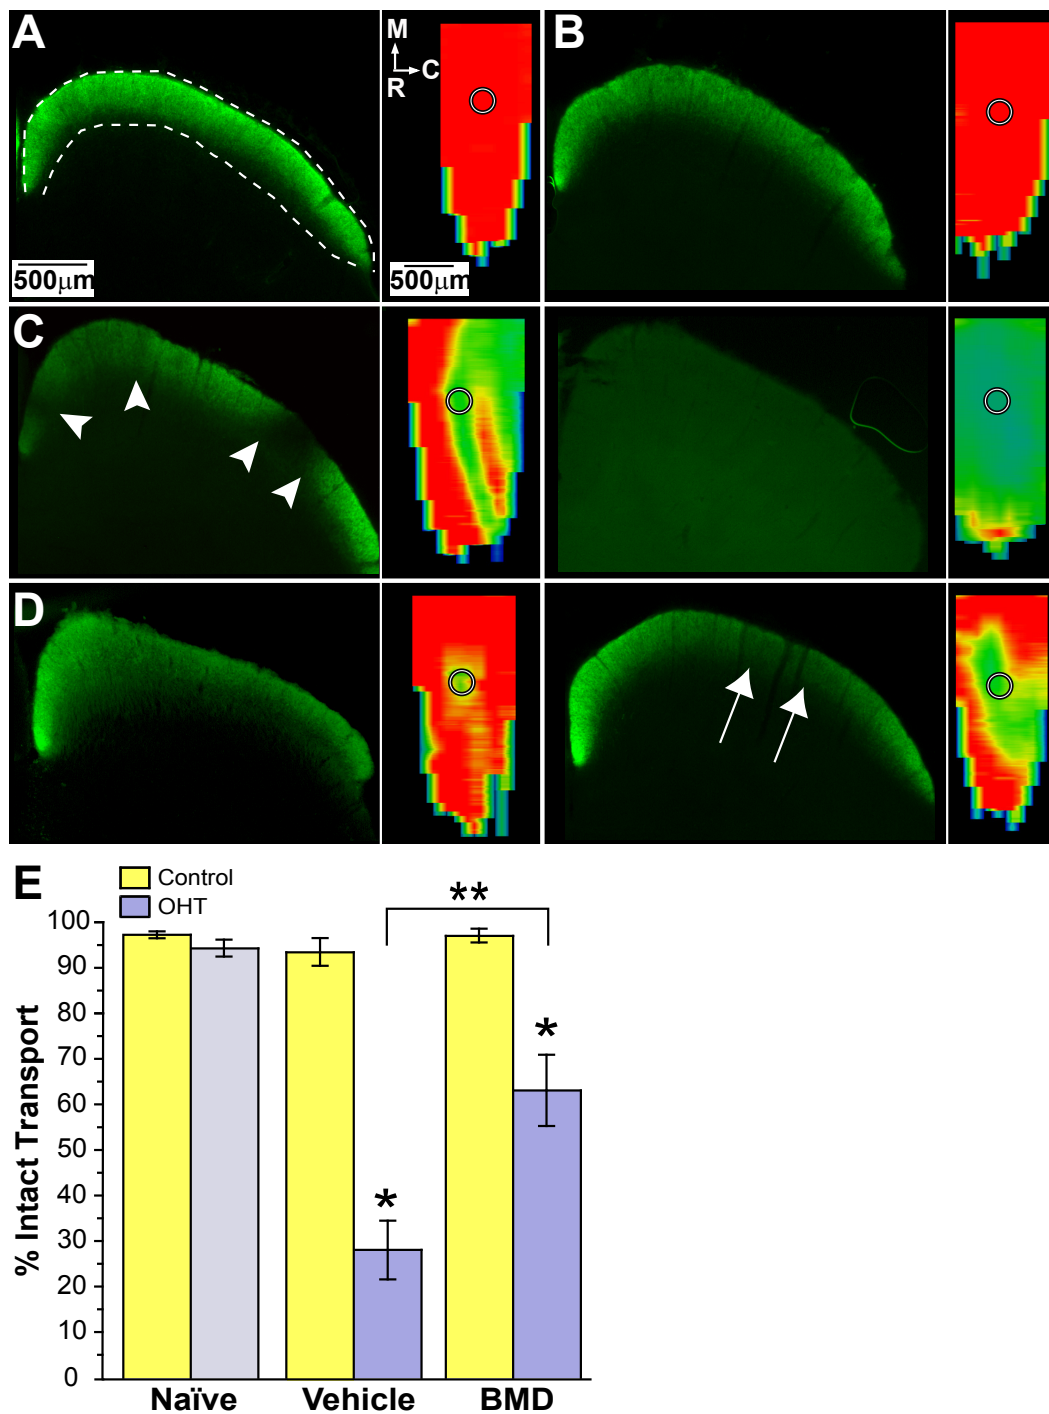 A
M
C
R
B
500μm
500μm
C
D
E
Control
OHT
**
*
*
% Intact Transport
100
90
80
70
60
50
40
30
20
10
0
Naïve
Vehicle
BMD